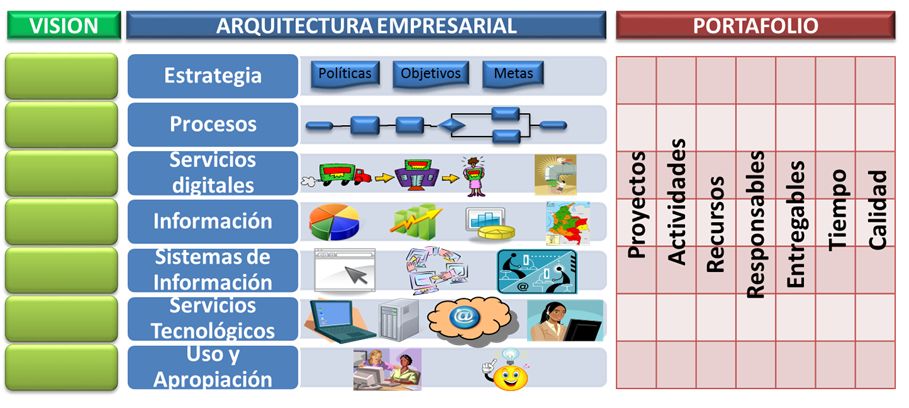 VISION
ARQUITECTURA EMPRESARIAL
PORTAFOLIO
Estrategia
Políticas
Objetivos
Metas
Procesos
Servicios
digitales
Información
Sistemas de
Información
@
Servicios
Tecnológicos
@
Uso y
Apropiación
Proyectos
Actividades
Recursos
Responsables
Entregables
Tiempo
Calidad